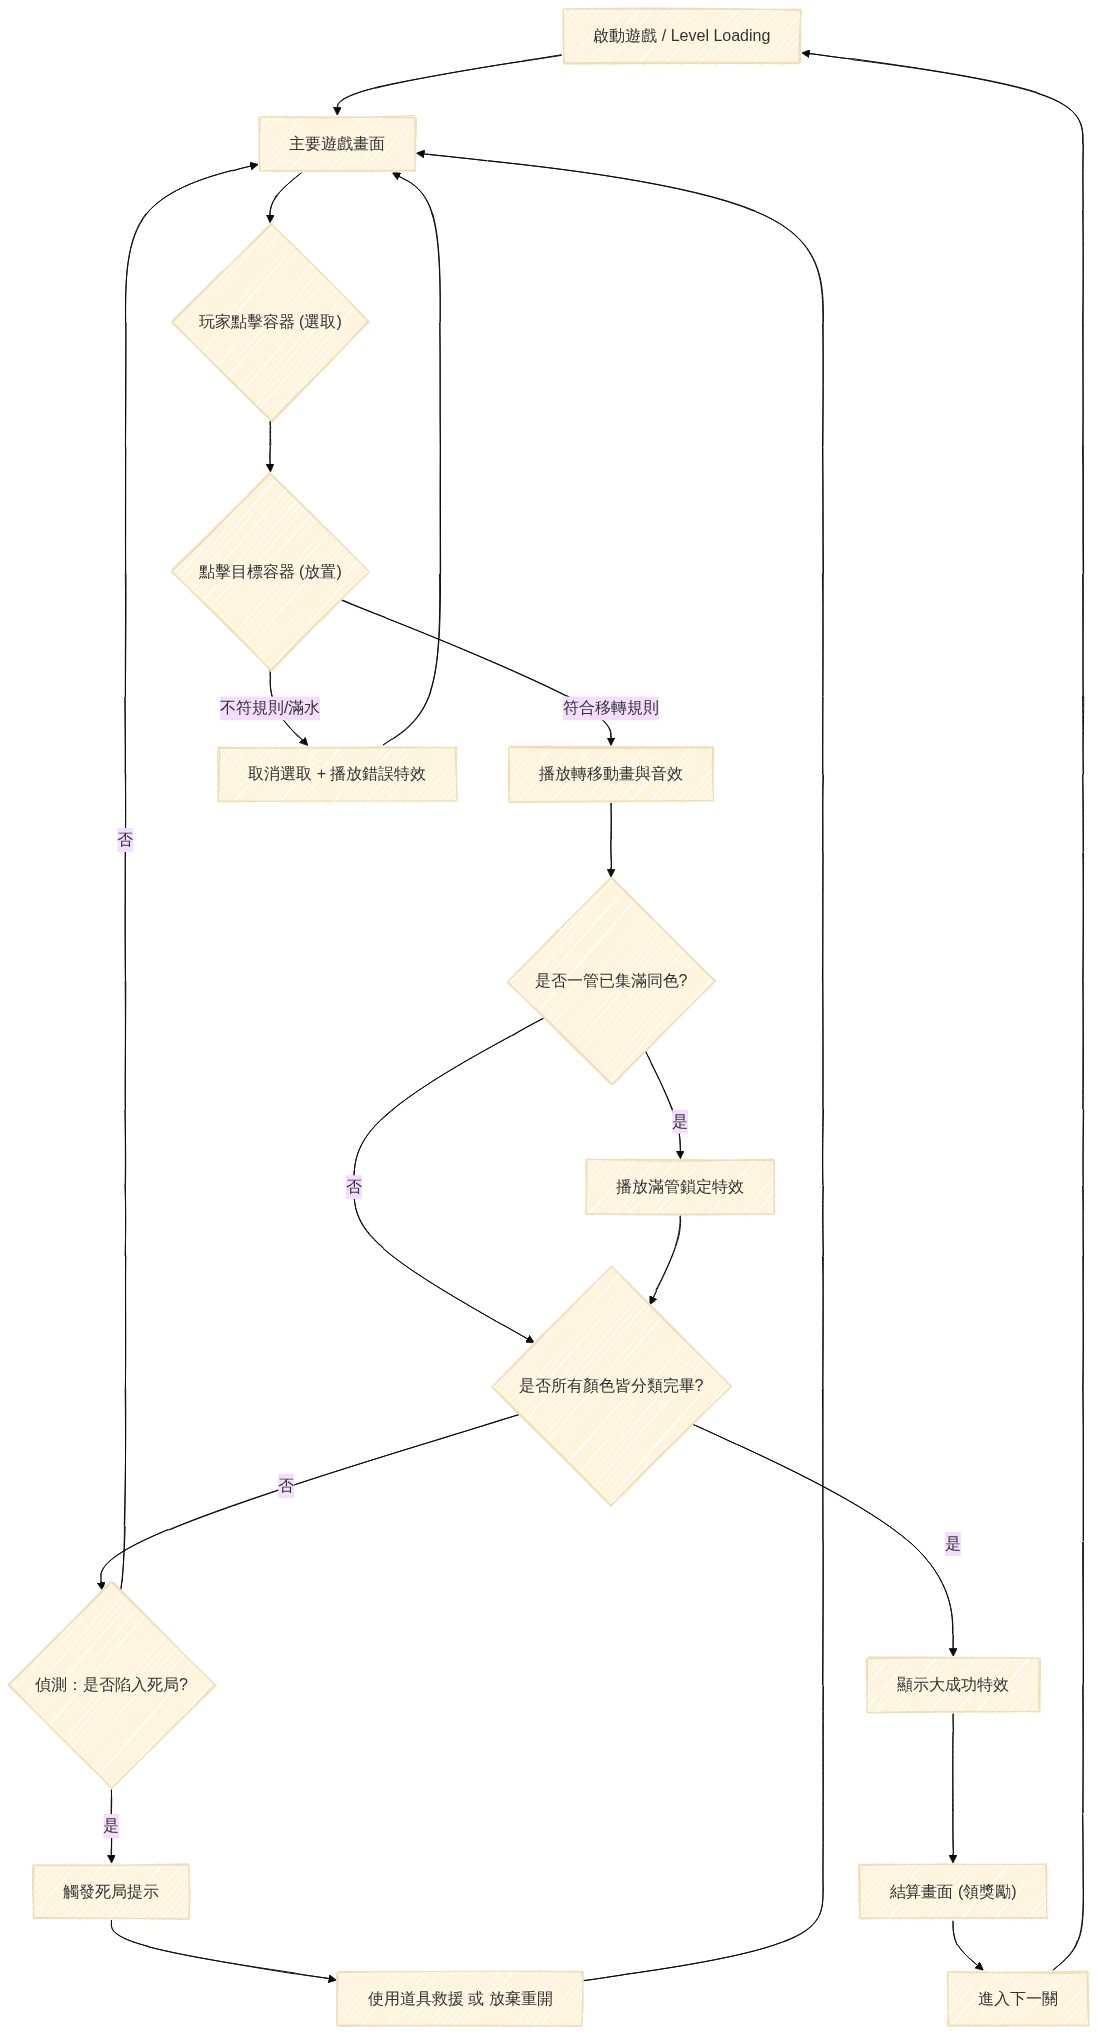 啟動遊戲 / Level Loading
主要遊戲畫面
玩家點擊容器 (選取)
點擊目標容器 (放置)
不符規則/滿水
符合移轉規則
取消選取 + 播放錯誤特效
播放轉移動畫與音效
否
是否一管已集滿同色?
是
否
播放滿管鎖定特效
是否所有顏色皆分類完畢?
否
是
偵測：是否陷入死局?
顯示大成功特效
是
觸發死局提示
結算畫面 (領獎勵)
使用道具救援 或 放棄重開
進入下一關